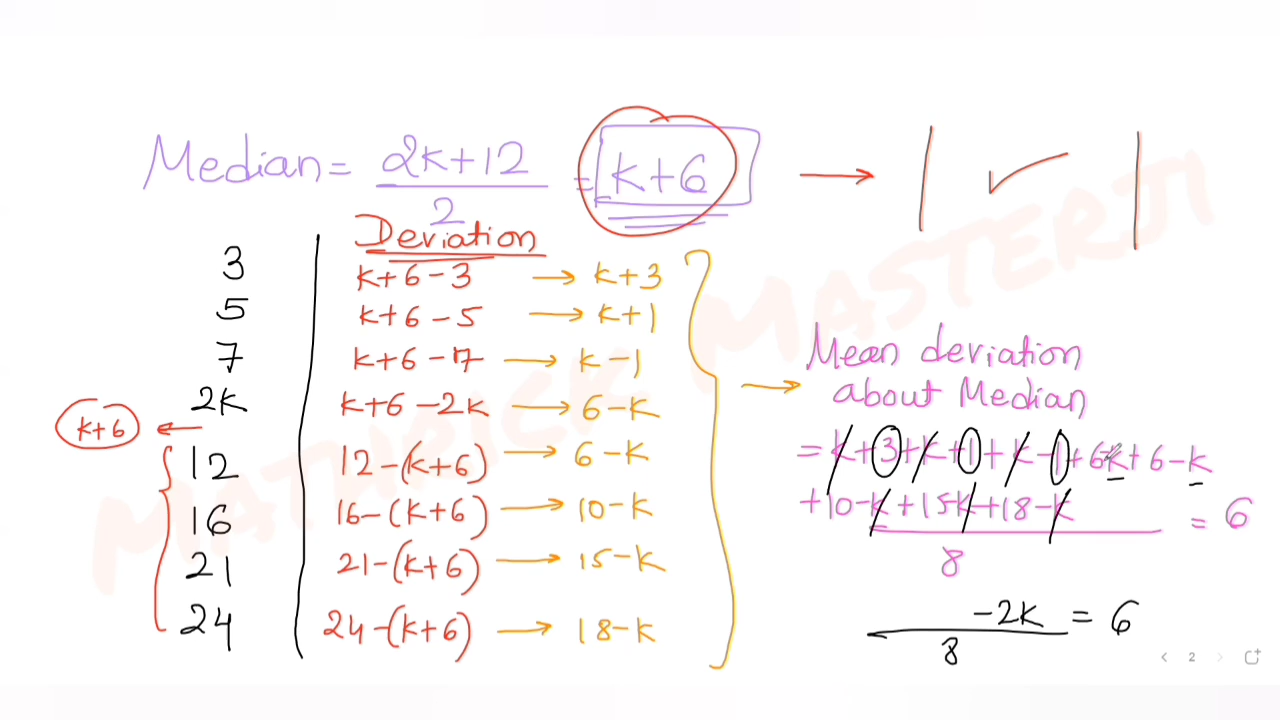 Median = 2k+12 / 2 = k+6 → | ✓ |
Deviation
3 k+6-3 → k+3
5 k+6-5 → k+1
7 k+6-7 → k-1
2k k+6-2k → 6-k
k+6 ←
12 12-(k+6) → 6-k
16 16-(k+6) → 10-k
21 21-(k+6) → 15-k
24 24-(k+6) → 18-k
→ Mean deviation
about Median
= k+3+k+1+k-1+6-k+6-k
+10-k+15-k+18-k / 8 = 6
-2k / 8 = 6
MATHRICK MASTERJI
2